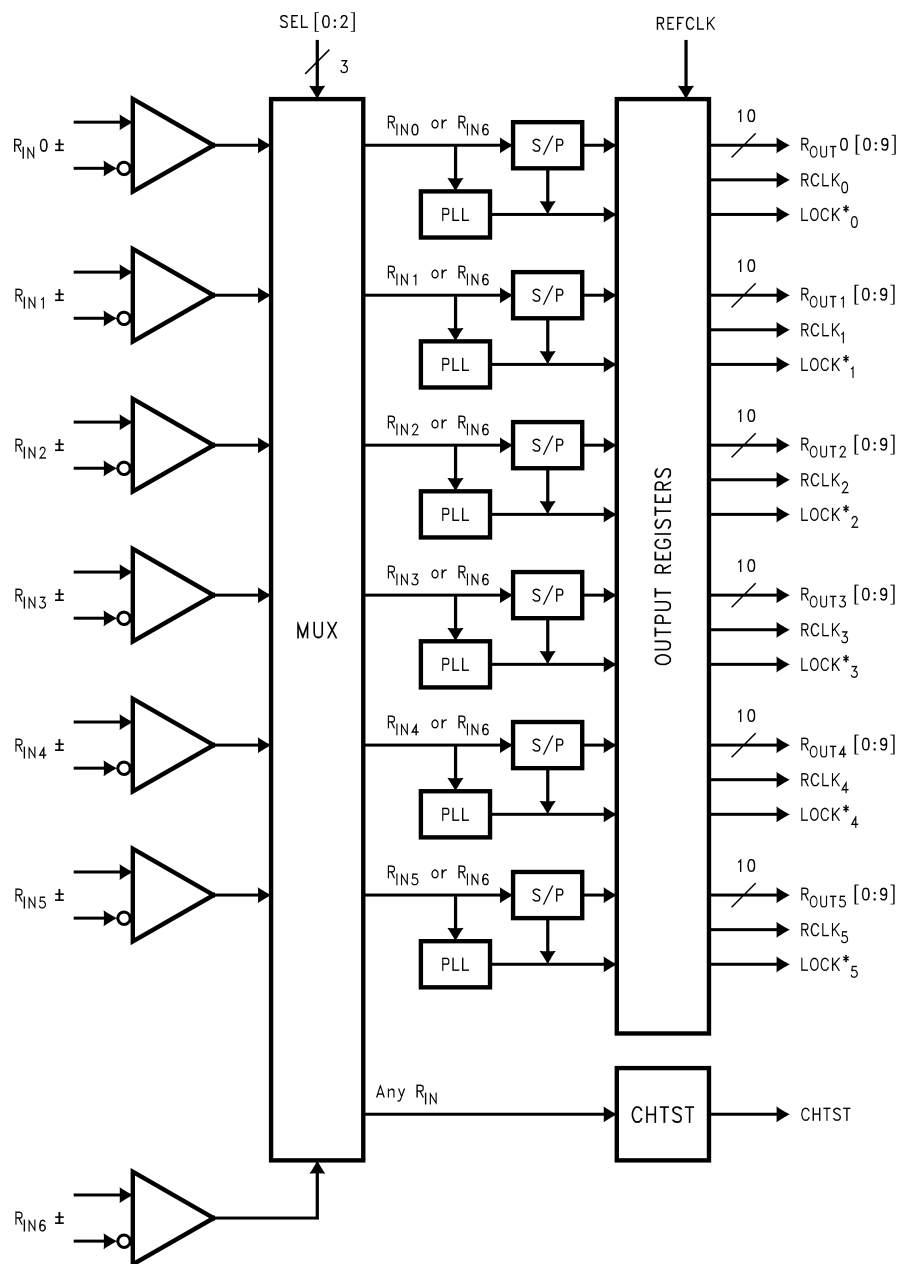 SEL [0:2]
REFCLK
3
R_IN0 ±
R_IN0 or R_IN6
S/P
PLL
10
R_OUT0 [0:9]
RCLK_0
LOCK*_0
R_IN1 ±
R_IN1 or R_IN6
S/P
PLL
10
R_OUT1 [0:9]
RCLK_1
LOCK*_1
R_IN2 ±
R_IN2 or R_IN6
S/P
PLL
10
R_OUT2 [0:9]
RCLK_2
LOCK*_2
R_IN3 ±
MUX
R_IN3 or R_IN6
S/P
PLL
OUTPUT REGISTERS
10
R_OUT3 [0:9]
RCLK_3
LOCK*_3
R_IN4 ±
R_IN4 or R_IN6
S/P
PLL
10
R_OUT4 [0:9]
RCLK_4
LOCK*_4
R_IN5 ±
R_IN5 or R_IN6
S/P
PLL
10
R_OUT5 [0:9]
RCLK_5
LOCK*_5
Any R_IN
CHTST
CHTST
R_IN6 ±